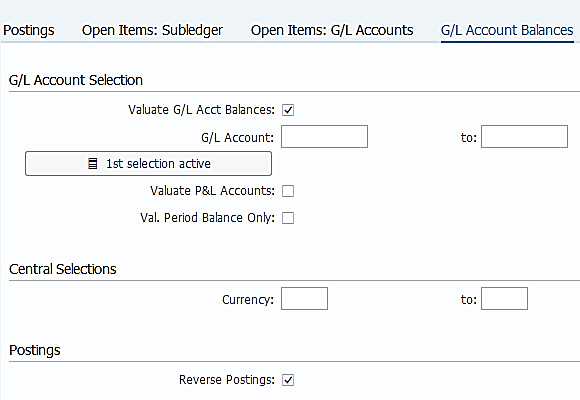 Postings Open Items: Subledger Open Items: G/L Accounts G/L Account Balances
G/L Account Selection
Valuate G/L Acct Balances:
G/L Account: to:
1st selection active
Valuate P&L Accounts:
Val. Period Balance Only:
Central Selections
Currency: to:
Postings
Reverse Postings: